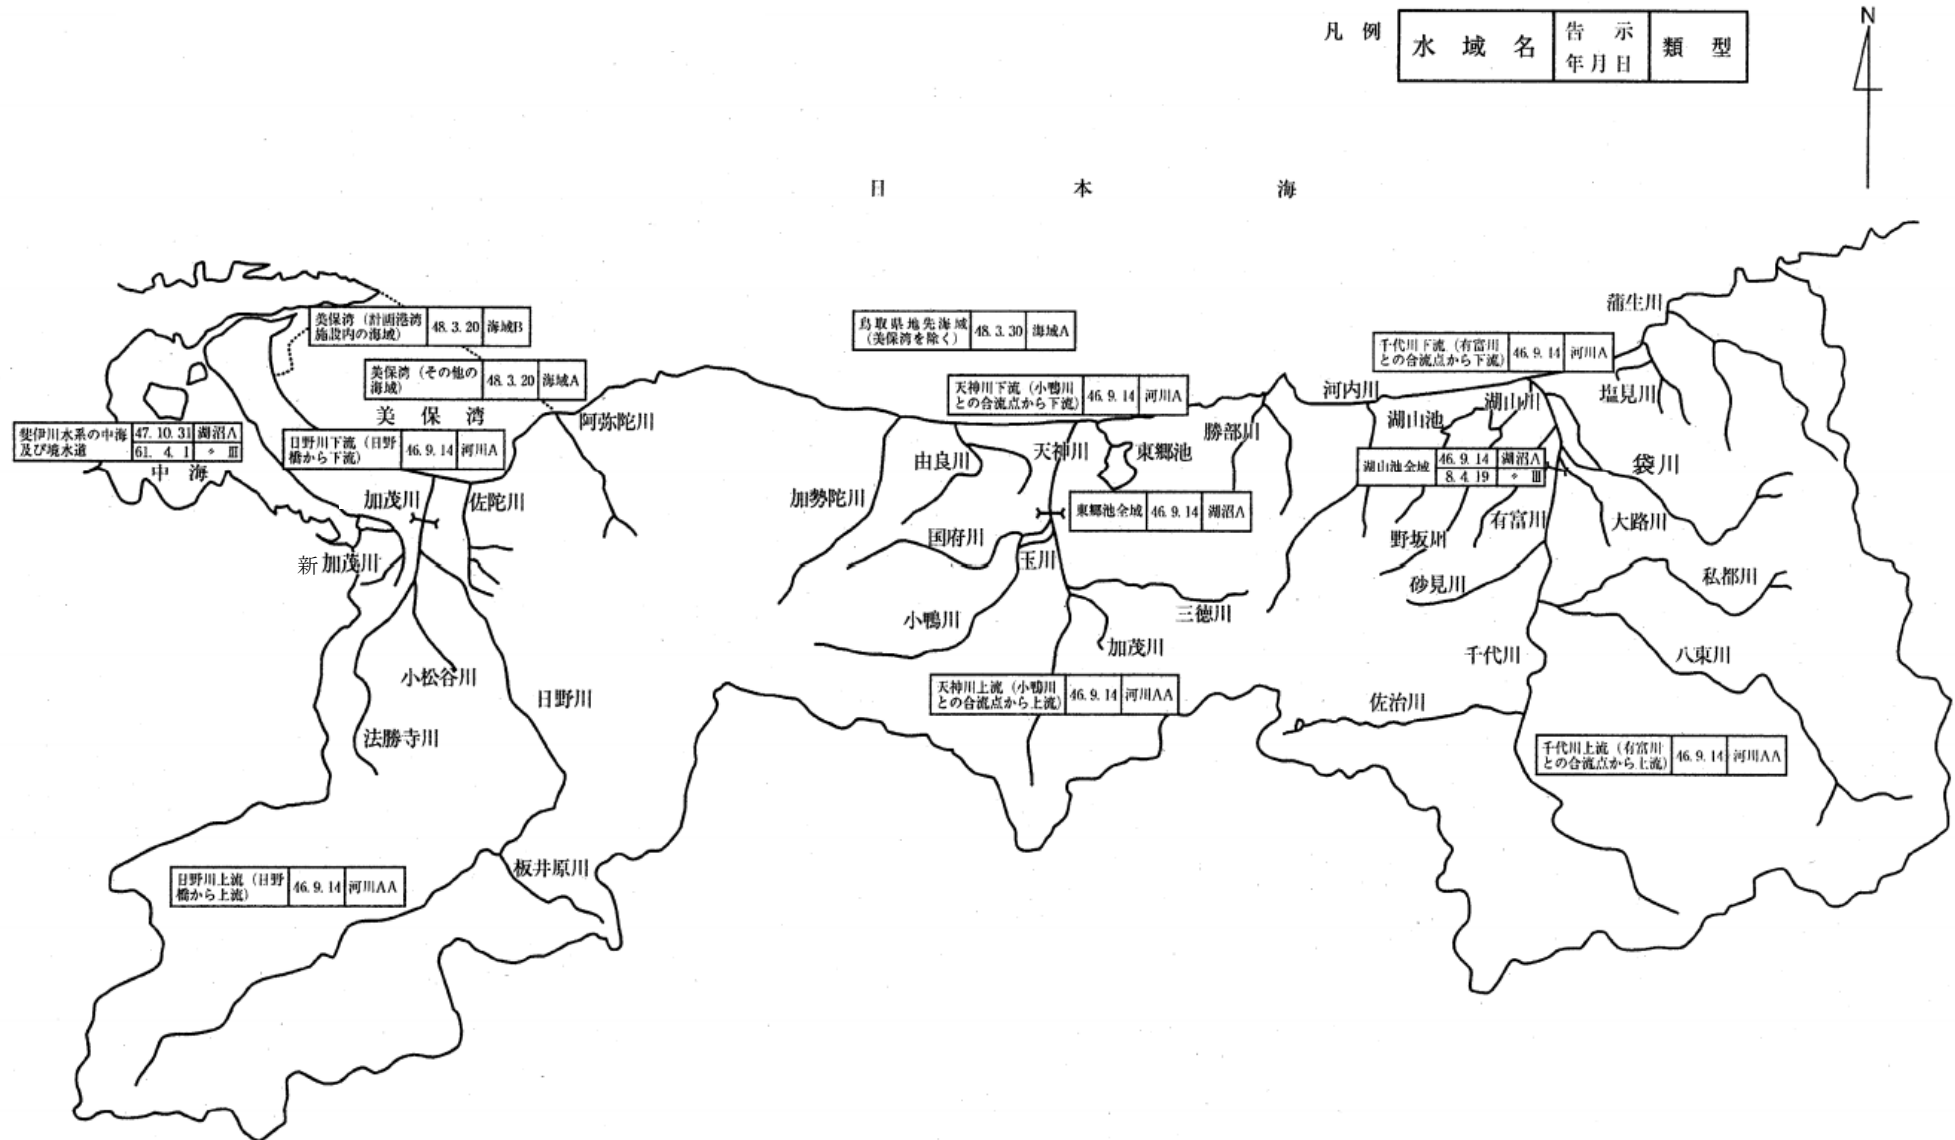 N
凡 例
水 域 名
告 示
年月日
類 型
日 本 海
蒲生川
美保湾（計画港湾
施設内の海域）
48. 3. 20
海域B
鳥取県地先海域
（美保湾を除く）
48. 3. 30
海域A
千代川下流（有富川
との合流点から下流）
46. 9. 14
河川A
美保湾（その他の
海域）
48. 3. 20
海域A
天神川下流（小鴨川
との合流点から下流）
46. 9. 14
河川A
河内川
湖山川
塩見川
美 保 湾
阿弥陀川
湖山池
勝部川
斐伊川水系の中海
及び境水道
47. 10. 31
湖沼A
61. 4. 1
〃 Ⅲ
中 海
日野川下流（日野
橋から下流）
46. 9. 14
河川A
由良川
天神川
東郷池
湖山池全域
46. 9. 14
湖沼A
8. 4. 19
〃 Ⅲ
袋川
加茂川
佐陀川
加勢陀川
東郷池全域
46. 9. 14
湖沼A
有富川
大路川
国府川
野坂川
新加茂川
玉川
砂見川
私都川
小鴨川
三徳川
加茂川
千代川
八東川
小松谷川
日野川
天神川上流（小鴨川
との合流点から上流）
46. 9. 14
河川AA
佐治川
法勝寺川
千代川上流（有富川
との合流点から上流）
46. 9. 14
河川AA
板井原川
日野川上流（日野
橋から上流）
46. 9. 14
河川AA